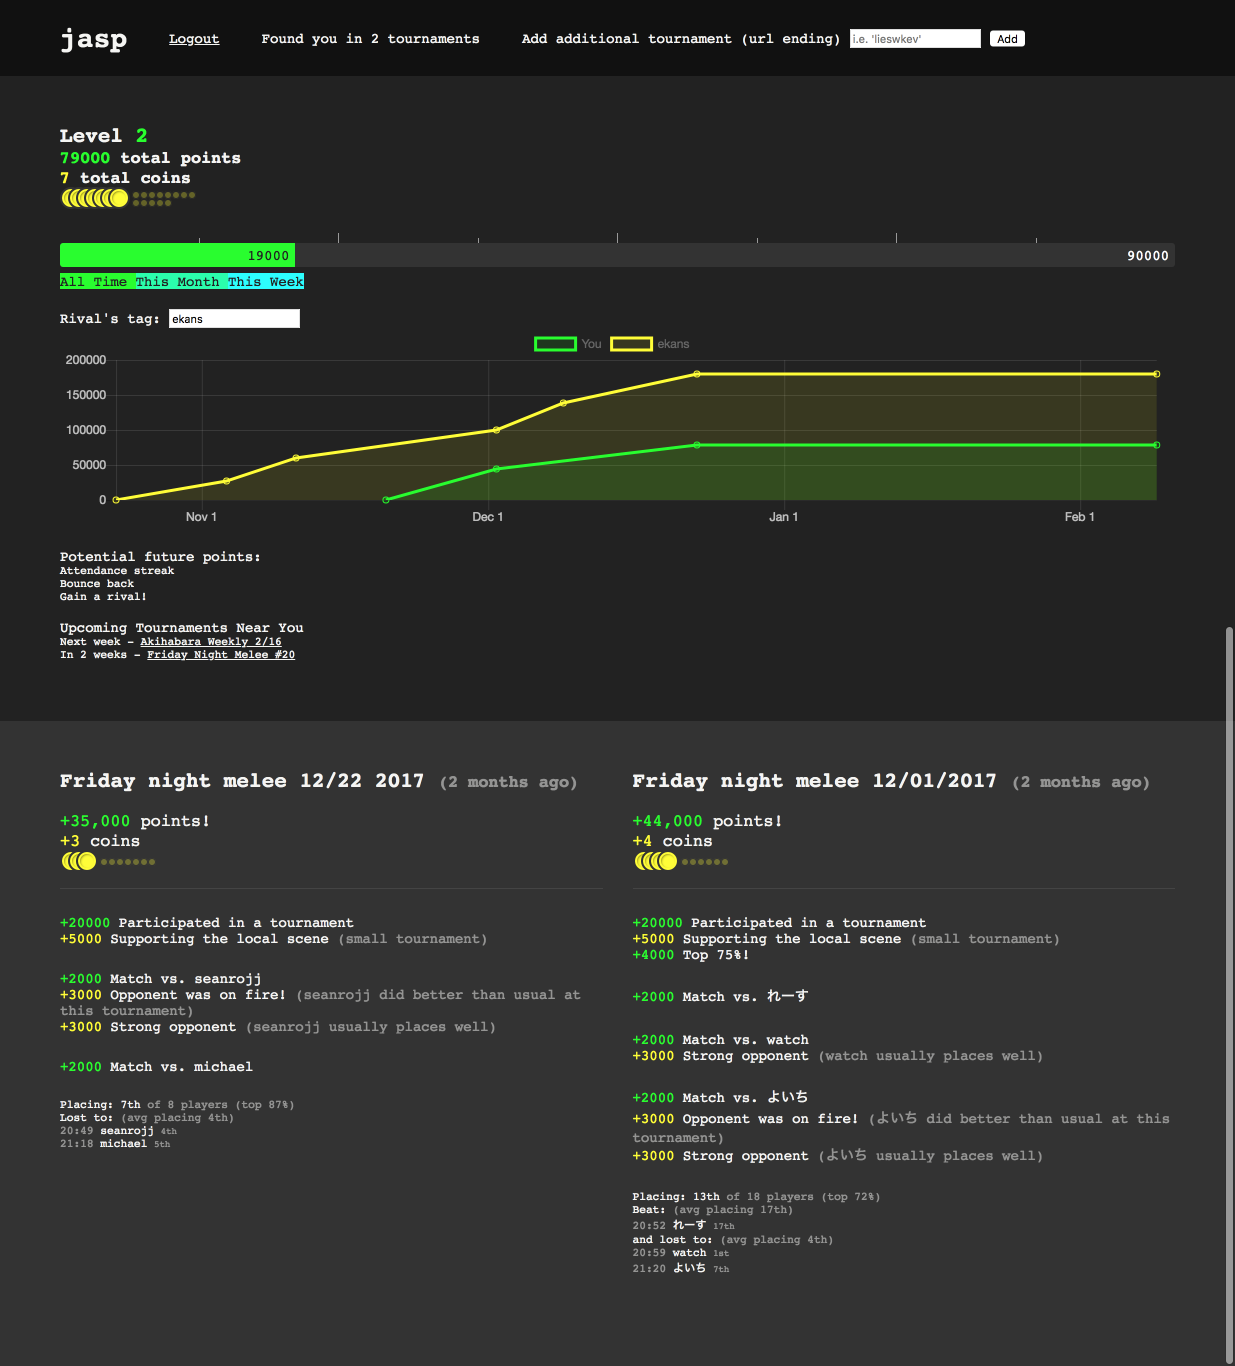 jasp Logout Found you in 2 tournaments Add additional tournament (url ending) i.e. 'lieswkev' Add
Level 2
79000 total points
7 total coins
19000 90000
All Time This Month This Week
Rival's tag: ekans
You ekans
200000
150000
100000
50000
0
Nov 1 Dec 1 Jan 1 Feb 1
Potential future points:
Attendance streak
Bounce back
Gain a rival!
Upcoming Tournaments Near You
Next week - Akihabara Weekly 2/16
In 2 weeks - Friday Night Melee #20
Friday night melee 12/22 2017 (2 months ago)
+35,000 points!
+3 coins
+20000 Participated in a tournament
+5000 Supporting the local scene (small tournament)
+2000 Match vs. seanrojj
+3000 Opponent was on fire! (seanrojj did better than usual at
this tournament)
+3000 Strong opponent (seanrojj usually places well)
+2000 Match vs. michael
Placing: 7th of 8 players (top 87%)
Lost to: (avg placing 4th)
20:49 seanrojj 4th
21:18 michael 5th
Friday night melee 12/01/2017 (2 months ago)
+44,000 points!
+4 coins
+20000 Participated in a tournament
+5000 Supporting the local scene (small tournament)
+4000 Top 75%!
+2000 Match vs. れーす
+2000 Match vs. watch
+3000 Strong opponent (watch usually places well)
+2000 Match vs. よいち
+3000 Opponent was on fire! (よいち did better than usual at this
tournament)
+3000 Strong opponent (よいち usually places well)
Placing: 13th of 18 players (top 72%)
Beat: (avg placing 17th)
20:52 れーす 17th
and lost to: (avg placing 4th)
20:59 watch 1st
21:20 よいち 7th